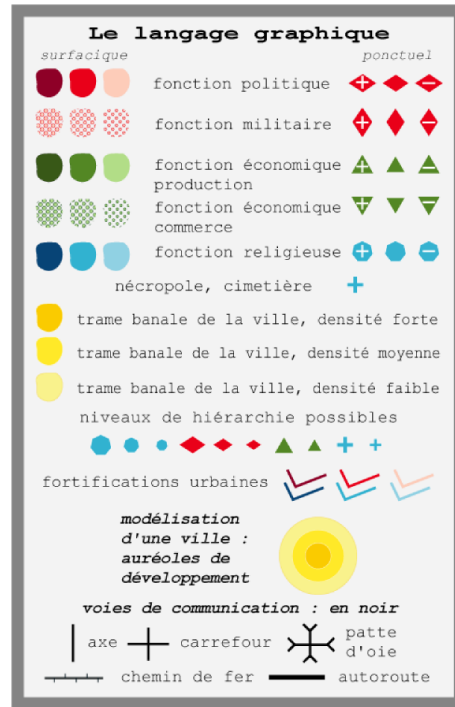 Le langage graphique
surfacique ponctuel
fonction politique
fonction militaire
fonction économique
production
fonction économique
commerce
fonction religieuse
nécropole, cimetière
trame banale de la ville, densité forte
trame banale de la ville, densité moyenne
trame banale de la ville, densité faible
niveaux de hiérarchie possibles
fortifications urbaines
modélisation
d'une ville :
auréoles de
développement
voies de communication : en noir
axe carrefour patte
d'oie
chemin de fer autoroute